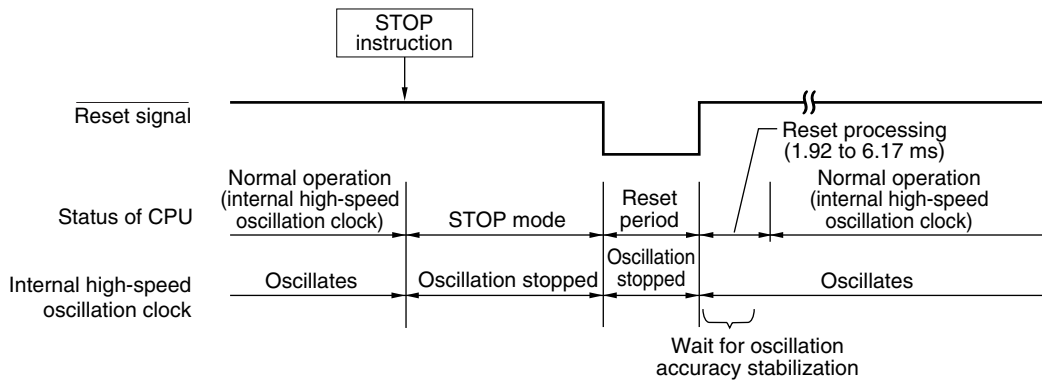 STOP
instruction
Reset signal
Reset processing
(1.92 to 6.17 ms)
Status of CPU
Normal operation
(internal high-speed
oscillation clock)
STOP mode
Reset
period
Normal operation
(internal high-speed
oscillation clock)
Internal high-speed
oscillation clock
Oscillates
Oscillation stopped
Oscillation
stopped
Oscillates
Wait for oscillation
accuracy stabilization